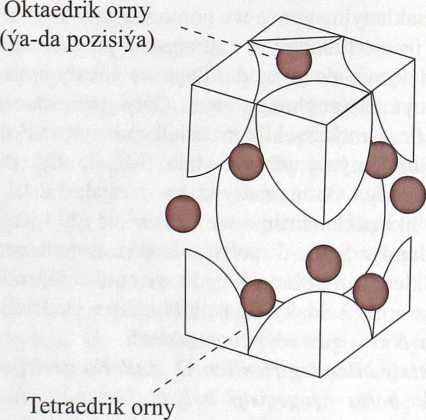 Oktaedrik orny
(ýa-da pozisiýa)
Tetraedrik orny